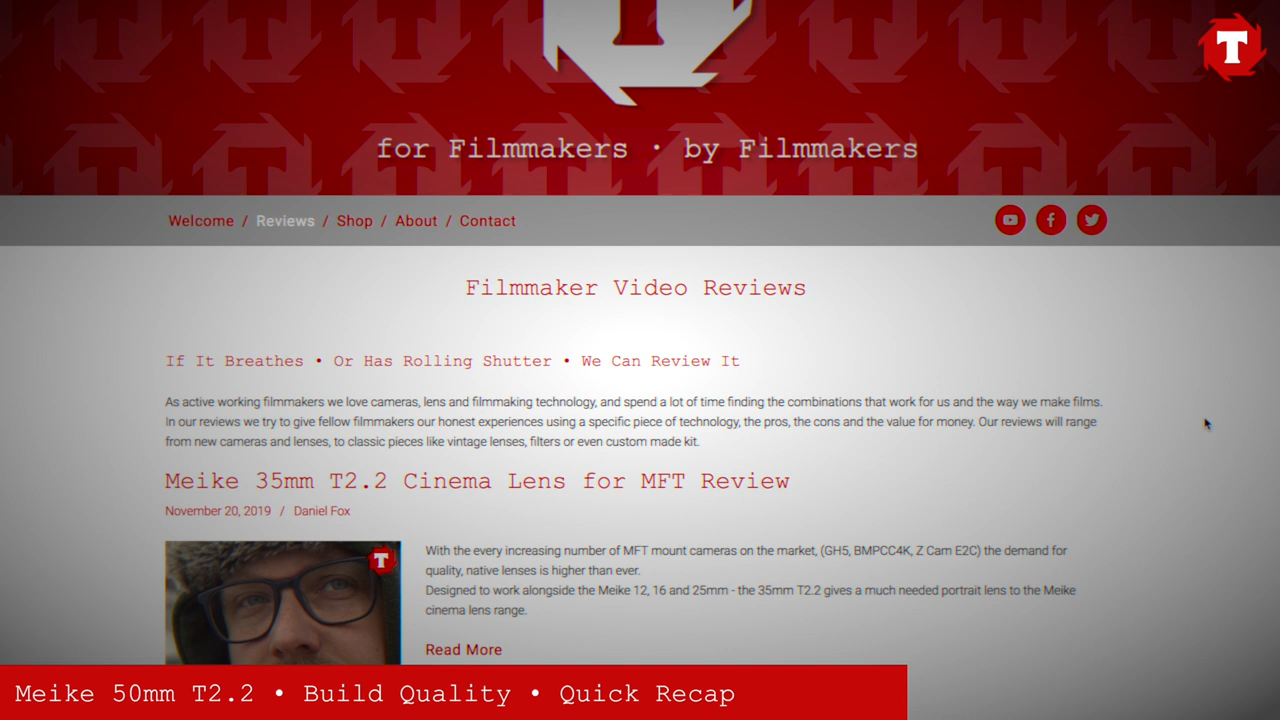 T
for Filmmakers · by Filmmakers
Welcome / Reviews / Shop / About / Contact
Filmmaker Video Reviews
If It Breathes • Or Has Rolling Shutter • We Can Review It
As active working filmmakers we love cameras, lens and filmmaking technology, and spend a lot of time finding the combinations that work for us and the way we make films.
In our reviews we try to give fellow filmmakers our honest experiences using a specific piece of technology, the pros, the cons and the value for money. Our reviews will range
from new cameras and lenses, to classic pieces like vintage lenses, filters or even custom made kit.
Meike 35mm T2.2 Cinema Lens for MFT Review
November 20, 2019 / Daniel Fox
T
With the every increasing number of MFT mount cameras on the market, (GH5, BMPCC4K, Z Cam E2C) the demand for
quality, native lenses is higher than ever.
Designed to work alongside the Meike 12, 16 and 25mm - the 35mm T2.2 gives a much needed portrait lens to the Meike
cinema lens range.
Read More
Meike 50mm T2.2 • Build Quality • Quick Recap